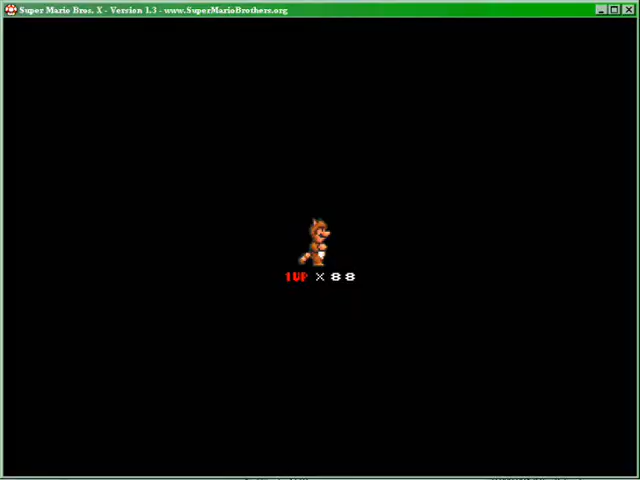 Super Mario Bros. X - Version 1.3 - www.SuperMarioBrothers.org
1UP X 88